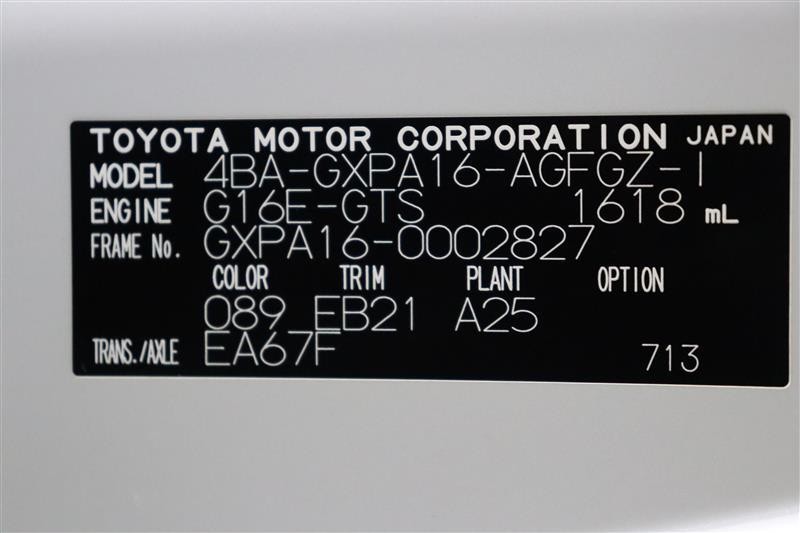 TOYOTA MOTOR CORPORATION JAPAN
MODEL 4BA-GXPA16-AGFGZ-I
ENGINE G16E-GTS 1618 mL
FRAME No. GXPA16-0002827
COLOR TRIM PLANT OPTION
089 EB21 A25
TRANS./AXLE EA67F 713